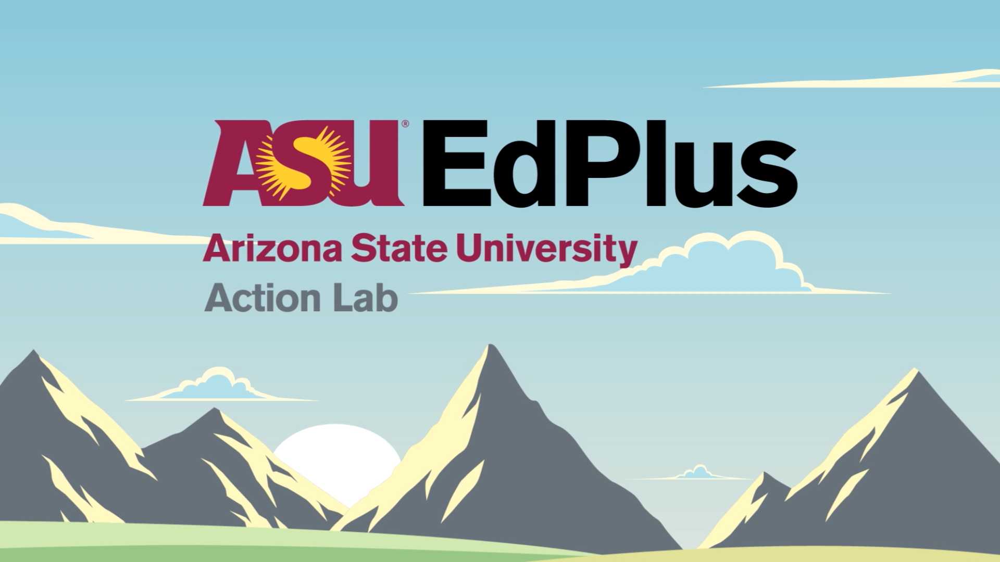 ASU® EdPlus
Arizona State University
Action Lab